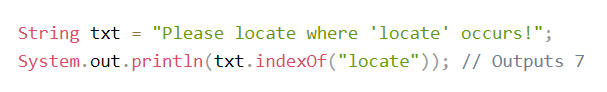 String txt = "Please locate where 'locate' occurs!";
System.out.println(txt.indexOf("locate")); // Outputs 7